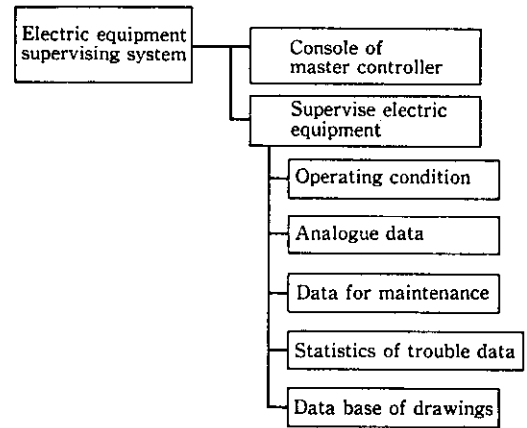 Electric equipment
supervising system
Console of
master controller
Supervise electric
equipment
Operating condition
Analogue data
Data for maintenance
Statistics of trouble data
Data base of drawings